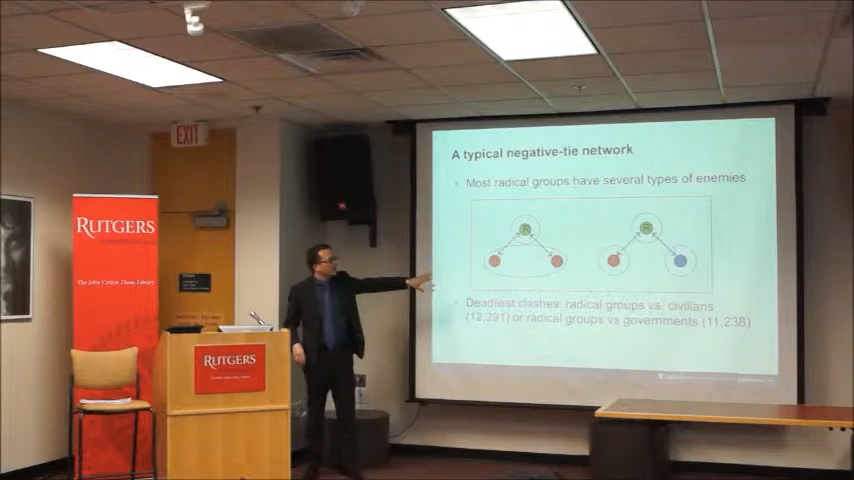 EXIT
RUTGERS
The John Cotton Dana Library
RUTGERS
A typical negative-tie network
• Most radical groups have several types of enemies
R
R
• Deadliest clashes: radical groups vs. civilians
(12,291) or radical groups vs governments (11,238)